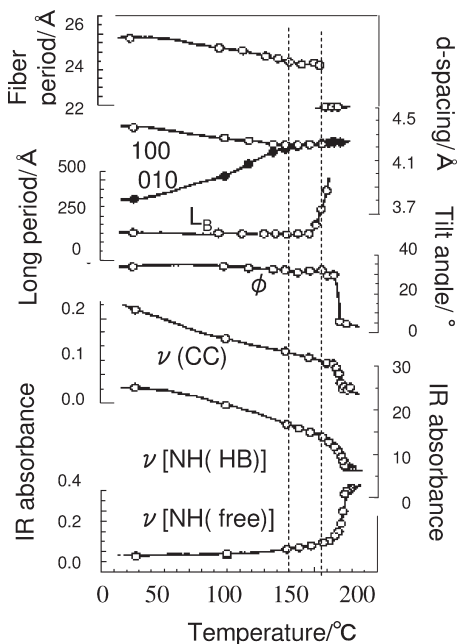 Fiber
period/Å
26
24
22
d-spacing/Å
4.5
4.2
3.7
100
010
Long period/Å
500
250
0
L_B
Tilt angle/°
40
20
0
ϕ
0.2
0.1
0.0
ν (CC)
IR absorbance
30
25
20
10
0
ν [NH( HB)]
IR absorbance
0.4
0.2
0.0
ν [NH( free)]
0 50 100 150 200
Temperature/°C